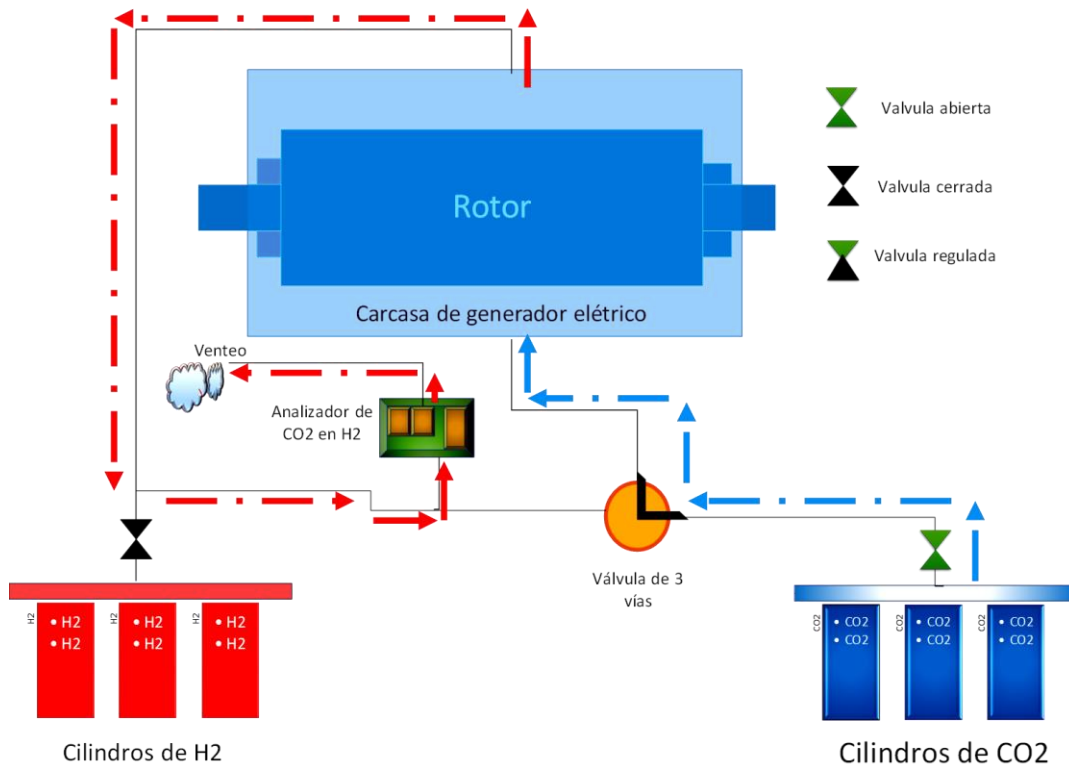 Valvula abierta
Rotor
Valvula cerrada
Valvula regulada
Carcasa de generador elétrico
Venteo
Analizador de
CO2 en H2
Válvula de 3
vías
H2
H2
H2
H2
H2
H2
H2
H2
H2
CO2
CO2
CO2
CO2
CO2
CO2
CO2
CO2
CO2
Cilindros de H2
Cilindros de CO2